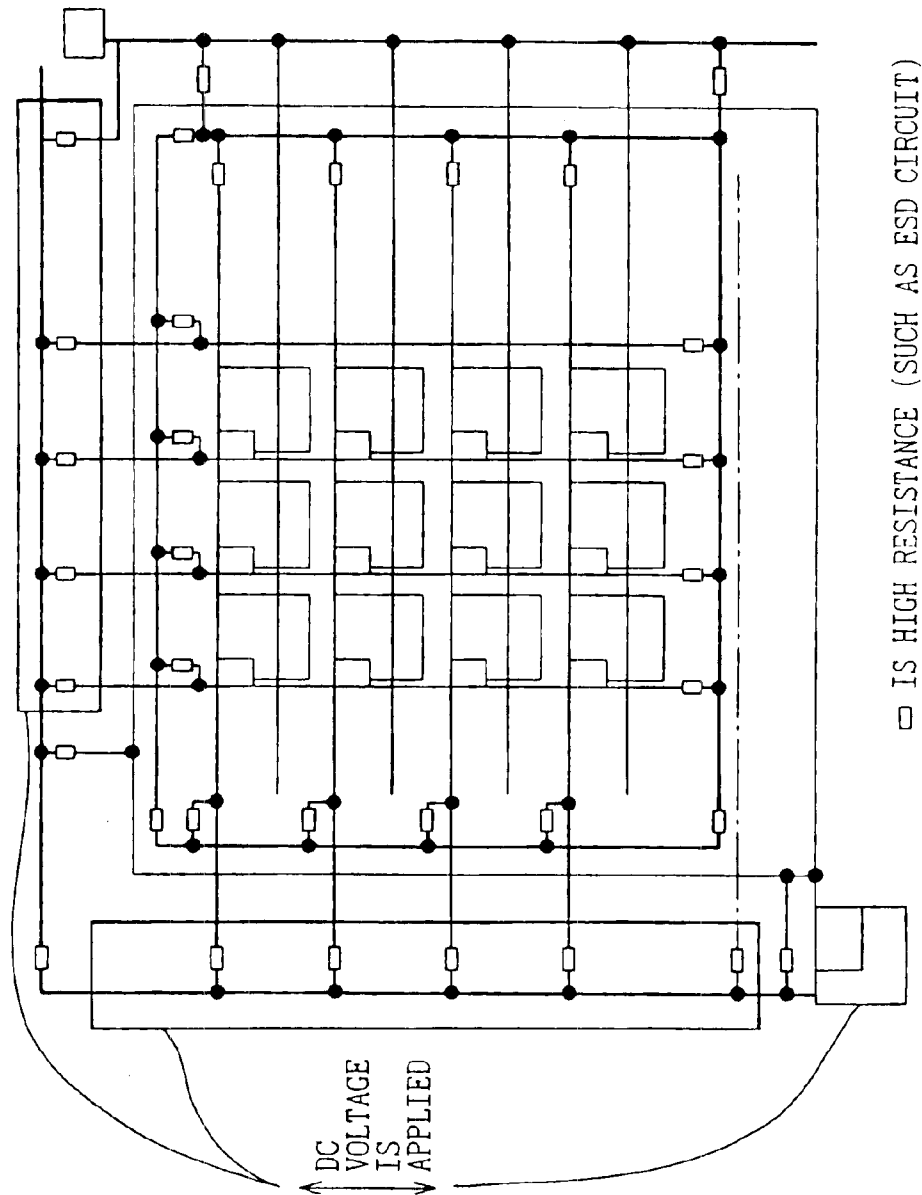 DC
VOLTAGE
IS
APPLIED
▭ IS HIGH RESISTANCE (SUCH AS ESD CIRCUIT)